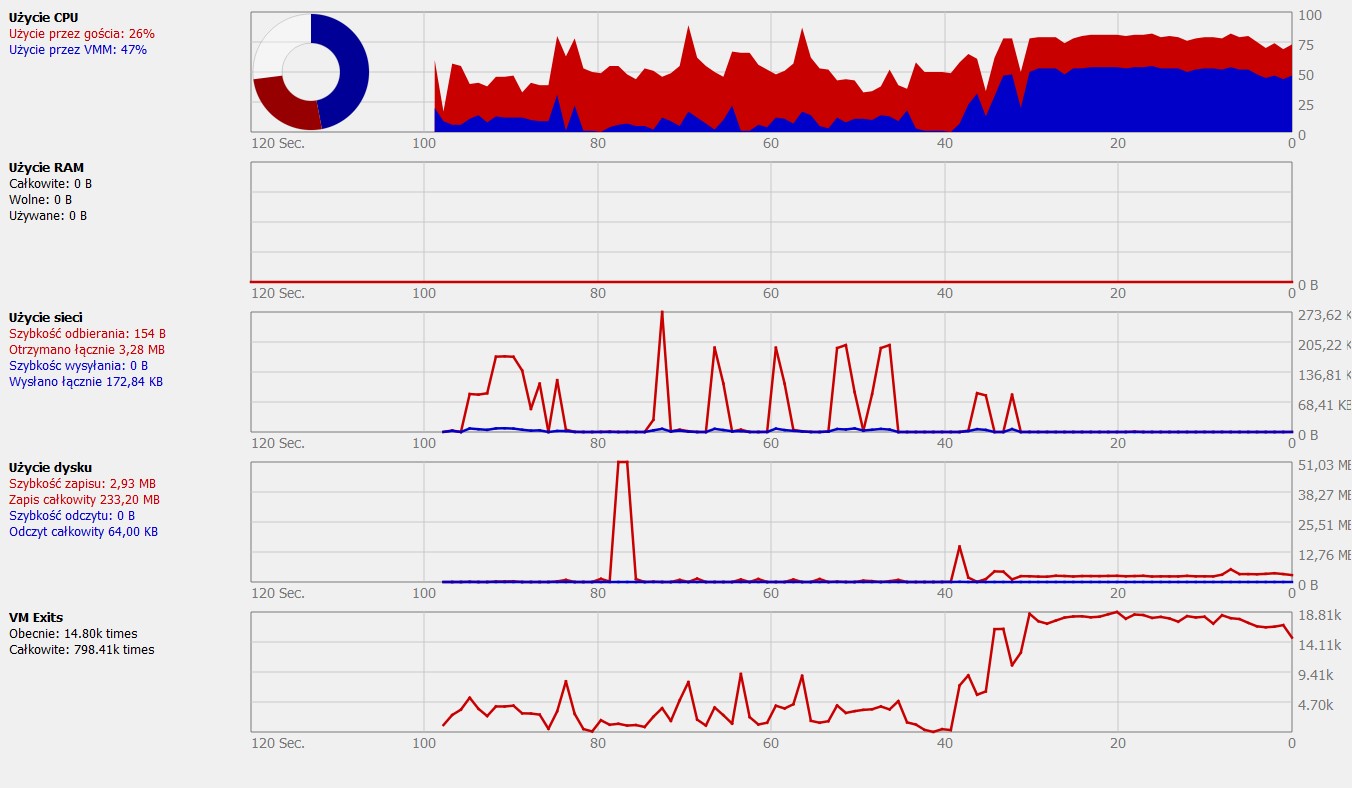 Użycie CPU
Użycie przez gościa: 26%
Użycie przez VMM: 47%
100
75
50
25
0
120 Sec.
100
80
60
40
20
0
Użycie RAM
Całkowite: 0 B
Wolne: 0 B
Używane: 0 B
0 B
120 Sec.
100
80
60
40
20
0
Użycie sieci
Szybkość odbierania: 154 B
Otrzymano łącznie 3,28 MB
Szybkośc wysyłania: 0 B
Wysłano łącznie 172,84 KB
273,62 K
205,22 K
136,81 K
68,41 KB
0 B
120 Sec.
100
80
60
40
20
0
Użycie dysku
Szybkość zapisu: 2,93 MB
Zapis całkowity 233,20 MB
Szybkość odczytu: 0 B
Odczyt całkowity 64,00 KB
51,03 MB
38,27 MB
25,51 MB
12,76 MB
0 B
120 Sec.
100
80
60
40
20
0
VM Exits
Obecnie: 14.80k times
Całkowite: 798.41k times
18.81k
14.11k
9.41k
4.70k
120 Sec.
100
80
60
40
20
0